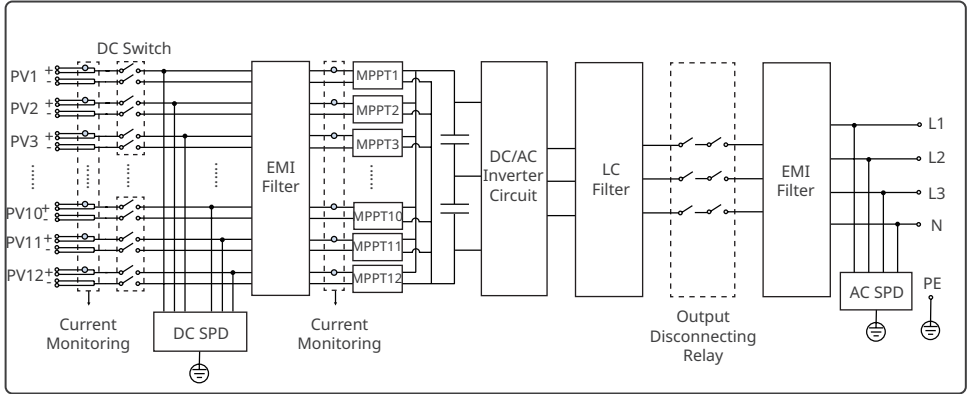 DC Switch
PV1 + -
PV2 + -
PV3 + -
PV10 + -
PV11 + -
PV12 + -
Current
Monitoring
DC SPD
EMI
Filter
Current
Monitoring
MPPT1
MPPT2
MPPT3
MPPT10
MPPT11
MPPT12
DC/AC
Inverter
Circuit
LC
Filter
Output
Disconnecting
Relay
EMI
Filter
L1
L2
L3
N
AC SPD
PE